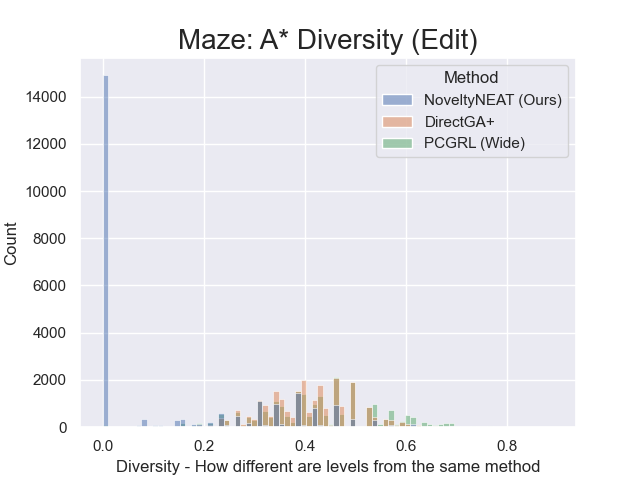 Maze: A* Diversity (Edit)
Method
NoveltyNEAT (Ours)
DirectGA+
PCGRL (Wide)
Count
14000
12000
10000
8000
6000
4000
2000
0
0.0 0.2 0.4 0.6 0.8
Diversity - How different are levels from the same method